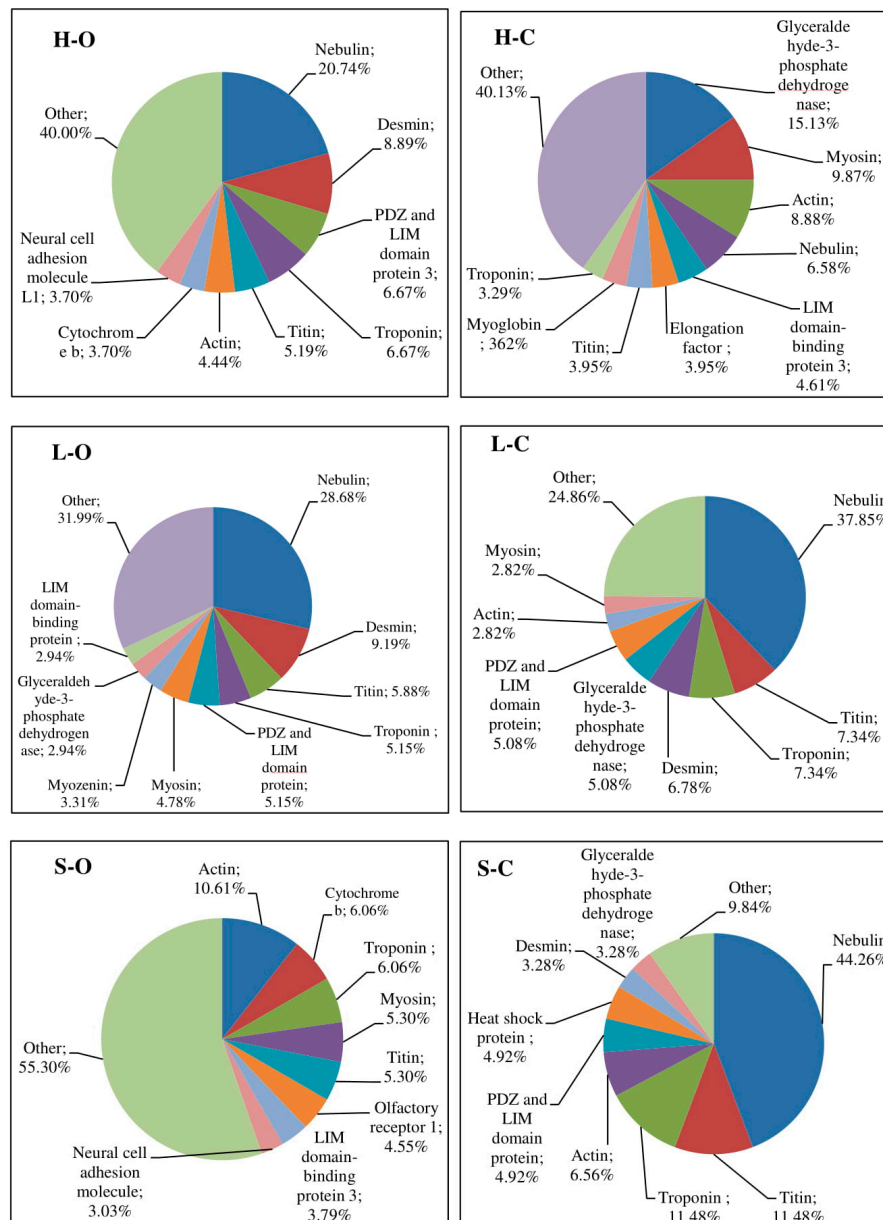 H-O
Nebulin;
20.74%
Desmin;
8.89%
PDZ and
LIM
domain
protein 3;
6.67%
Troponin;
6.67%
Titin;
5.19%
Actin;
4.44%
Cytochrom
e b; 3.70%
Neural cell
adhesion
molecule
L1; 3.70%
Other;
40.00%
H-C
Glyceralde
hyde-3-
phosphate
dehydroge
nase;
15.13%
Myosin;
9.87%
Actin;
8.88%
Nebulin;
6.58%
LIM
domain-
binding
protein 3;
4.61%
Elongation
factor ;
3.95%
Titin;
3.95%
Myoglobin
; 362%
Troponin;
3.29%
Other;
40.13%
L-O
Nebulin;
28.68%
Desmin;
9.19%
Titin; 5.88%
Troponin ;
5.15%
PDZ and
LIM
domain
protein;
5.15%
Myosin;
4.78%
Myozenin;
3.31%
Glyceraldeh
yde-3-
phosphate
dehydrogen
ase; 2.94%
LIM
domain-
binding
protein ;
2.94%
Other;
31.99%
L-C
Nebulin;
37.85%
Titin;
7.34%
Troponin;
7.34%
Desmin;
6.78%
Glyceralde
hyde-3-
phosphate
dehydroge
nase;
5.08%
PDZ and
LIM
domain
protein;
5.08%
Actin;
2.82%
Myosin;
2.82%
Other;
24.86%
S-O
Actin;
10.61%
Cytochrome
b; 6.06%
Troponin ;
6.06%
Myosin;
5.30%
Titin;
5.30%
Olfactory
receptor 1;
4.55%
LIM
domain-
binding
protein 3;
3.79%
Neural cell
adhesion
molecule;
3.03%
Other;
55.30%
S-C
Nebulin;
44.26%
Titin;
11.48%
Troponin ;
11.48%
Actin;
6.56%
PDZ and
LIM
domain
protein;
4.92%
Heat shock
protein ;
4.92%
Desmin;
3.28%
Glyceralde
hyde-3-
phosphate
dehydroge
nase;
3.28%
Other;
9.84%